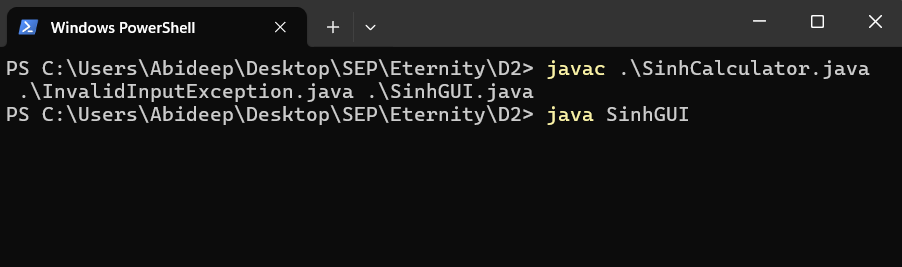 Windows PowerShell
PS C:\Users\Abideep\Desktop\SEP\Eternity\D2> javac .\SinhCalculator.java
.\InvalidInputException.java .\SinhGUI.java
PS C:\Users\Abideep\Desktop\SEP\Eternity\D2> java SinhGUI